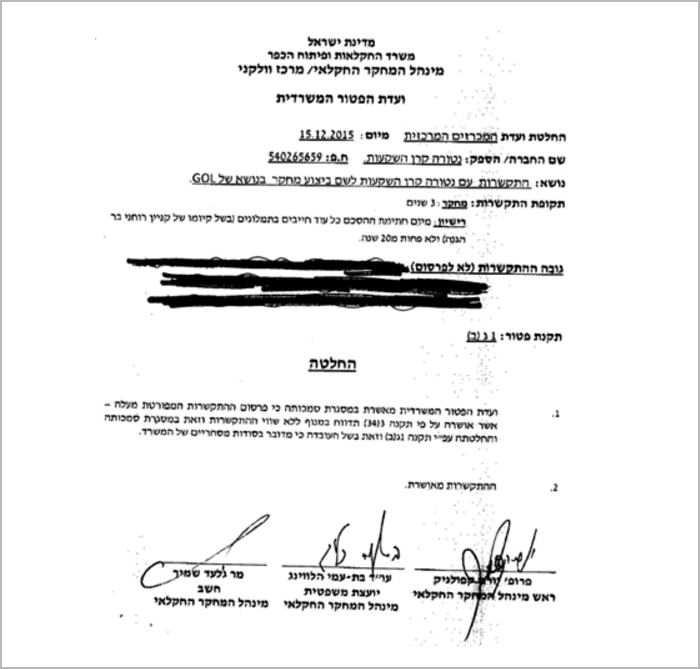 מדינת ישראל
משרד החקלאות ופיתוח הכפר
מינהל המחקר החקלאי/ מרכז וולקני
ועדת הפטור המשרדית
החלטת ועדת המכרזים המרכזית מיום: 15.12.2015
שם החברה/ הספק: נטורה קרן השקעות. ח.פ: 540265659
נושא: התקשרות עם נטורה קרן השקעות לשם ביצוע מחקר בנושא של GOL.
תקופת התקשרות: מחקר: 3 שנים
רישיון: מיום חתימת ההסכם כל עוד חייבים בתמלוגים (בשל קיומו של קניין רוחני בר
הגנה) ולא פחות מ20 שנה.
גובה ההתקשרות (לא לפרסום)
תקנת פטור: 1ג (ב)
החלטה
1. ועדת הפטור המשרדית מאשרת במסגרת סמכותה כי פרסום ההתקשרות המפורטת מעלה –
אשר אושרה על פי תקנה 3(34) תדווח במנוף ללא שווי ההתקשרות וזאת במסגרת סמכותה
והחלטתה עפ"י תקנה 1ג(ב) וזאת בשל העובדה כי מדובר בסודות מסחריים של המשרד.
2. ההתקשרות מאושרת.
פרופ' יורם קפולניק
ראש מינהל המחקר החקלאי
עו"ד בת-עמי הלווינג
יועצת משפטית
מינהל המחקר החקלאי
מר גלעד שמיר
חשב
מינהל המחקר החקלאי